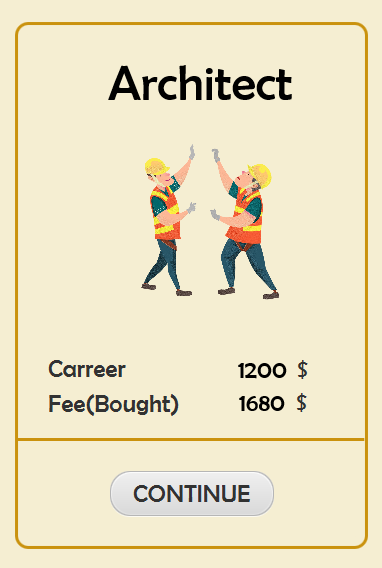 Architect
Carreer 1200 $
Fee(Bought) 1680 $
CONTINUE